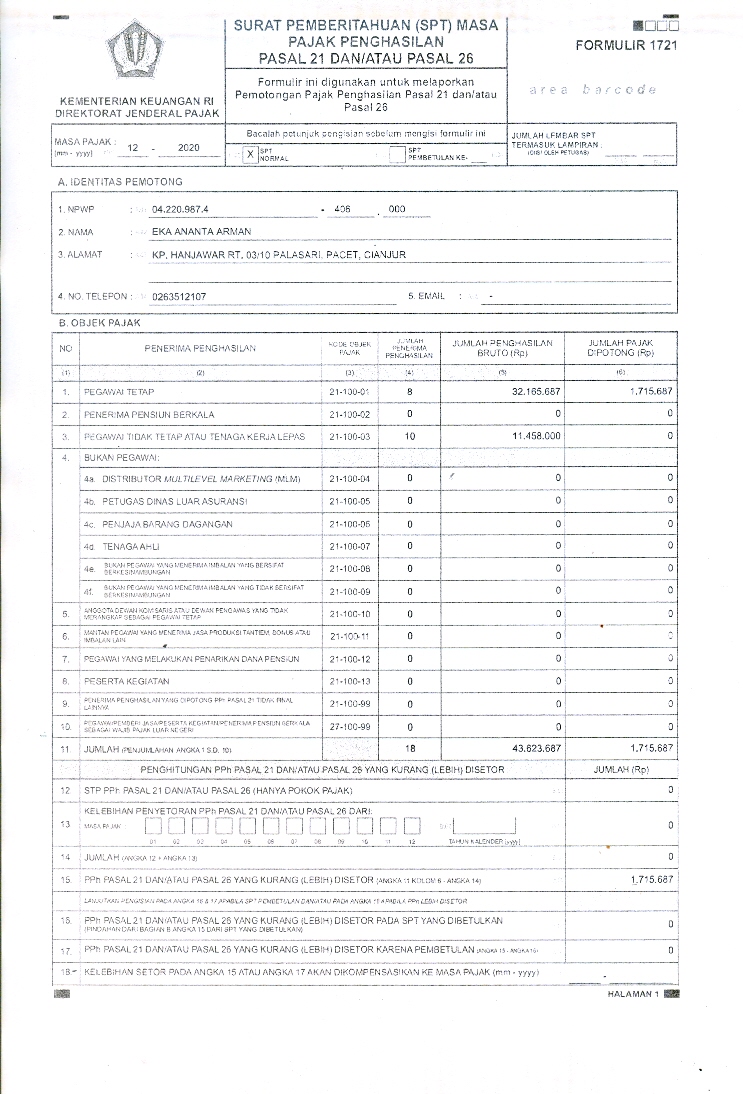 SURAT PEMBERITAHUAN (SPT) MASA
PAJAK PENGHASILAN
PASAL 21 DAN/ATAU PASAL 26
FORMULIR 1721
Formulir ini digunakan untuk melaporkan
Pemotongan Pajak Penghasilan Pasal 21 dan/atau
Pasal 26
area barcode
KEMENTERIAN KEUANGAN RI
DIREKTORAT JENDERAL PAJAK
MASA PAJAK :
(mm - yyyy)
12 - 2020
Bacalah petunjuk pengisian sebelum mengisi formulir ini
X SPT NORMAL
SPT PEMBETULAN KE-
JUMLAH LEMBAR SPT
TERMASUK LAMPIRAN :
(DIISI OLEH PETUGAS)
A. IDENTITAS PEMOTONG
1. NPWP : 04.220.987.4 - 406 . 000
2. NAMA : EKA ANANTA ARMAN
3. ALAMAT : KP. HANJAWAR RT. 03/10 PALASARI, PACET, CIANJUR
4. NO. TELEPON : 0263512107 5. EMAIL : -
B. OBJEK PAJAK
NO PENERIMA PENGHASILAN KODE OBJEK PAJAK JUMLAH PENERIMA PENGHASILAN JUMLAH PENGHASILAN BRUTO (Rp) JUMLAH PAJAK DIPOTONG (Rp)
(1) (2) (3) (4) (5) (6)
1. PEGAWAI TETAP 21-100-01 8 32.165.687 1.715.687
2. PENERIMA PENSIUN BERKALA 21-100-02 0 0 0
3. PEGAWAI TIDAK TETAP ATAU TENAGA KERJA LEPAS 21-100-03 10 11.458.000 0
4. BUKAN PEGAWAI:
4a. DISTRIBUTOR MULTILEVEL MARKETING (MLM) 21-100-04 0 0 0
4b. PETUGAS DINAS LUAR ASURANSI 21-100-05 0 0 0
4c. PENJAJA BARANG DAGANGAN 21-100-06 0 0 0
4d. TENAGA AHLI 21-100-07 0 0 0
4e. BUKAN PEGAWAI YANG MENERIMA IMBALAN YANG BERSIFAT BERKESINAMBUNGAN 21-100-08 0 0 0
4f. BUKAN PEGAWAI YANG MENERIMA IMBALAN YANG TIDAK BERSIFAT BERKESINAMBUNGAN 21-100-09 0 0 0
5. ANGGOTA DEWAN KOMISARIS ATAU DEWAN PENGAWAS YANG TIDAK MERANGKAP SEBAGAI PEGAWAI TETAP 21-100-10 0 0 0
6. MANTAN PEGAWAI YANG MENERIMA JASA PRODUKSI TANTIEM, BONUS ATAU IMBALAN LAIN 21-100-11 0 0 0
7. PEGAWAI YANG MELAKUKAN PENARIKAN DANA PENSIUN 21-100-12 0 0 0
8. PESERTA KEGIATAN 21-100-13 0 0 0
9. PENERIMA PENGHASILAN YANG DIPOTONG PPh PASAL 21 TIDAK FINAL LAINNYA 21-100-99 0 0 0
10. PEGAWAI/PEMBERI JASA/PESERTA KEGIATAN/PENERIMA PENSIUN BERKALA SEBAGAI WAJIB PAJAK LUAR NEGERI 27-100-99 0 0 0
11. JUMLAH (PENJUMLAHAN ANGKA 1 S.D. 10) 18 43.623.687 1.715.687
PENGHITUNGAN PPh PASAL 21 DAN/ATAU PASAL 26 YANG KURANG (LEBIH) DISETOR JUMLAH (Rp)
12 STP PPh PASAL 21 DAN/ATAU PASAL 26 (HANYA POKOK PAJAK) 0
13 KELEBIHAN PENYETORAN PPh PASAL 21 DAN/ATAU PASAL 26 DARI: 0
MASA PAJAK :
01 02 03 04 05 06 07 08 09 10 11 12 TAHUN KALENDER (yyyy)
14 JUMLAH (ANGKA 12 + ANGKA 13) 0
15. PPh PASAL 21 DAN/ATAU PASAL 26 YANG KURANG (LEBIH) DISETOR (ANGKA 11 KOLOM 6 - ANGKA 14) 1.715.687
LANJUTKAN PENGISIAN PADA ANGKA 16 & 17 APABILA SPT PEMBETULAN DAN/ATAU PADA ANGKA 18 APABILA PPh LEBIH DISETOR
16. PPh PASAL 21 DAN/ATAU PASAL 26 YANG KURANG (LEBIH) DISETOR PADA SPT YANG DIBETULKAN 0
(PINDAHAN DARI BAGIAN B ANGKA 15 DARI SPT YANG DIBETULKAN)
17. PPh PASAL 21 DAN/ATAU PASAL 26 YANG KURANG (LEBIH) DISETOR KARENA PEMBETULAN (ANGKA 15 - ANGKA 16) 0
18. KELEBIHAN SETOR PADA ANGKA 15 ATAU ANGKA 17 AKAN DIKOMPENSASIKAN KE MASA PAJAK (mm - yyyy) -
HALAMAN 1